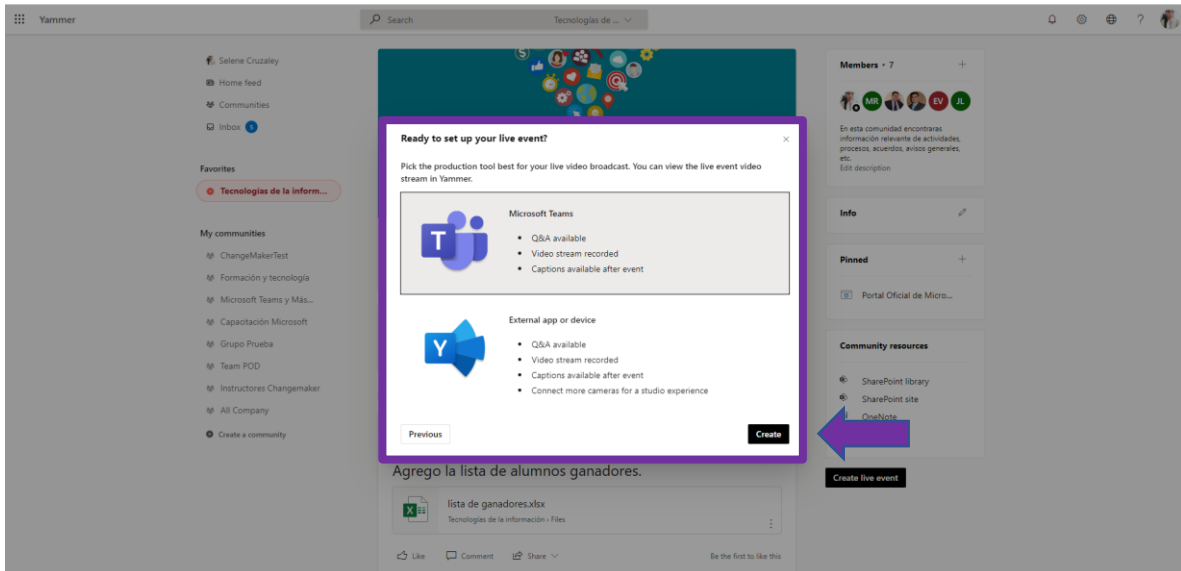 Yammer
Search
Tecnologías de ...
?
Selene Cruzaley
Home feed
Communities
Inbox 5
Favorites
Tecnologías de la inform...
My communities
ChangeMakerTest
Formación y tecnología
Microsoft Teams y Más...
Capacitación Microsoft
Grupo Prueba
Team POD
Instructores Changemaker
All Company
Create a community
Ready to set up your live event?
Pick the production tool best for your live video broadcast. You can view the live event video
stream in Yammer.
T
Microsoft Teams
• Q&A available
• Video stream recorded
• Captions available after event
Y
External app or device
• Q&A available
• Video stream recorded
• Captions available after event
• Connect more cameras for a studio experience
Previous
Create
Agrego la lista de alumnos ganadores.
lista de ganadores.xlsx
Tecnologías de la información › Files
Like
Comment
Share
Be the first to like this
Members • 7
MR
EV
JL
En esta comunidad encontraras
información relevante de actividades,
procesos, acuerdos, avisos generales,
etc.
Edit description
Info
Pinned
Portal Oficial de Micro...
Community resources
SharePoint library
SharePoint site
OneNote
Create live event